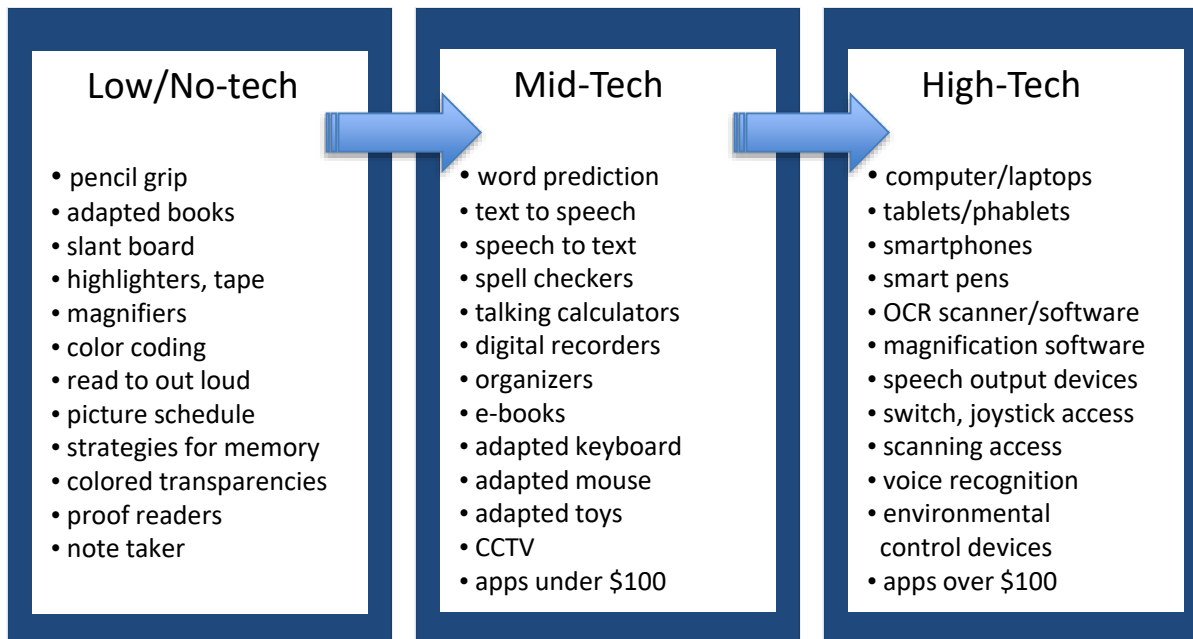 Low/No-tech
• pencil grip
• adapted books
• slant board
• highlighters, tape
• magnifiers
• color coding
• read to out loud
• picture schedule
• strategies for memory
• colored transparencies
• proof readers
• note taker
Mid-Tech
• word prediction
• text to speech
• speech to text
• spell checkers
• talking calculators
• digital recorders
• organizers
• e-books
• adapted keyboard
• adapted mouse
• adapted toys
• CCTV
• apps under $100
High-Tech
• computer/laptops
• tablets/phablets
• smartphones
• smart pens
• OCR scanner/software
• magnification software
• speech output devices
• switch, joystick access
• scanning access
• voice recognition
• environmental
control devices
• apps over $100